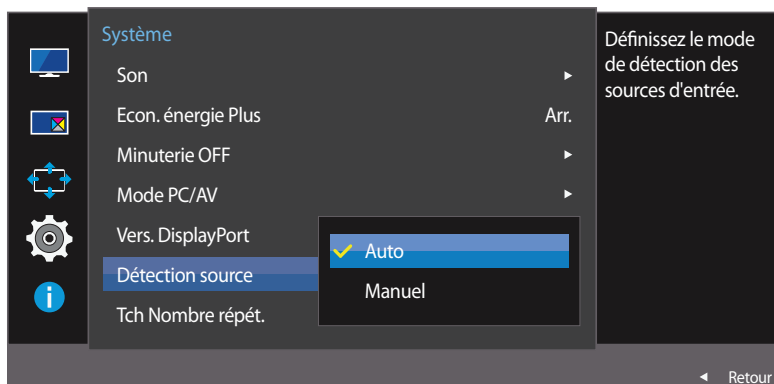 Système
Son
Econ. énergie Plus Arr.
Minuterie OFF
Mode PC/AV
Vers. DisplayPort
Détection source
Tch Nombre répét.
Auto
Manuel
Définissez le mode
de détection des
sources d'entrée.
Retour